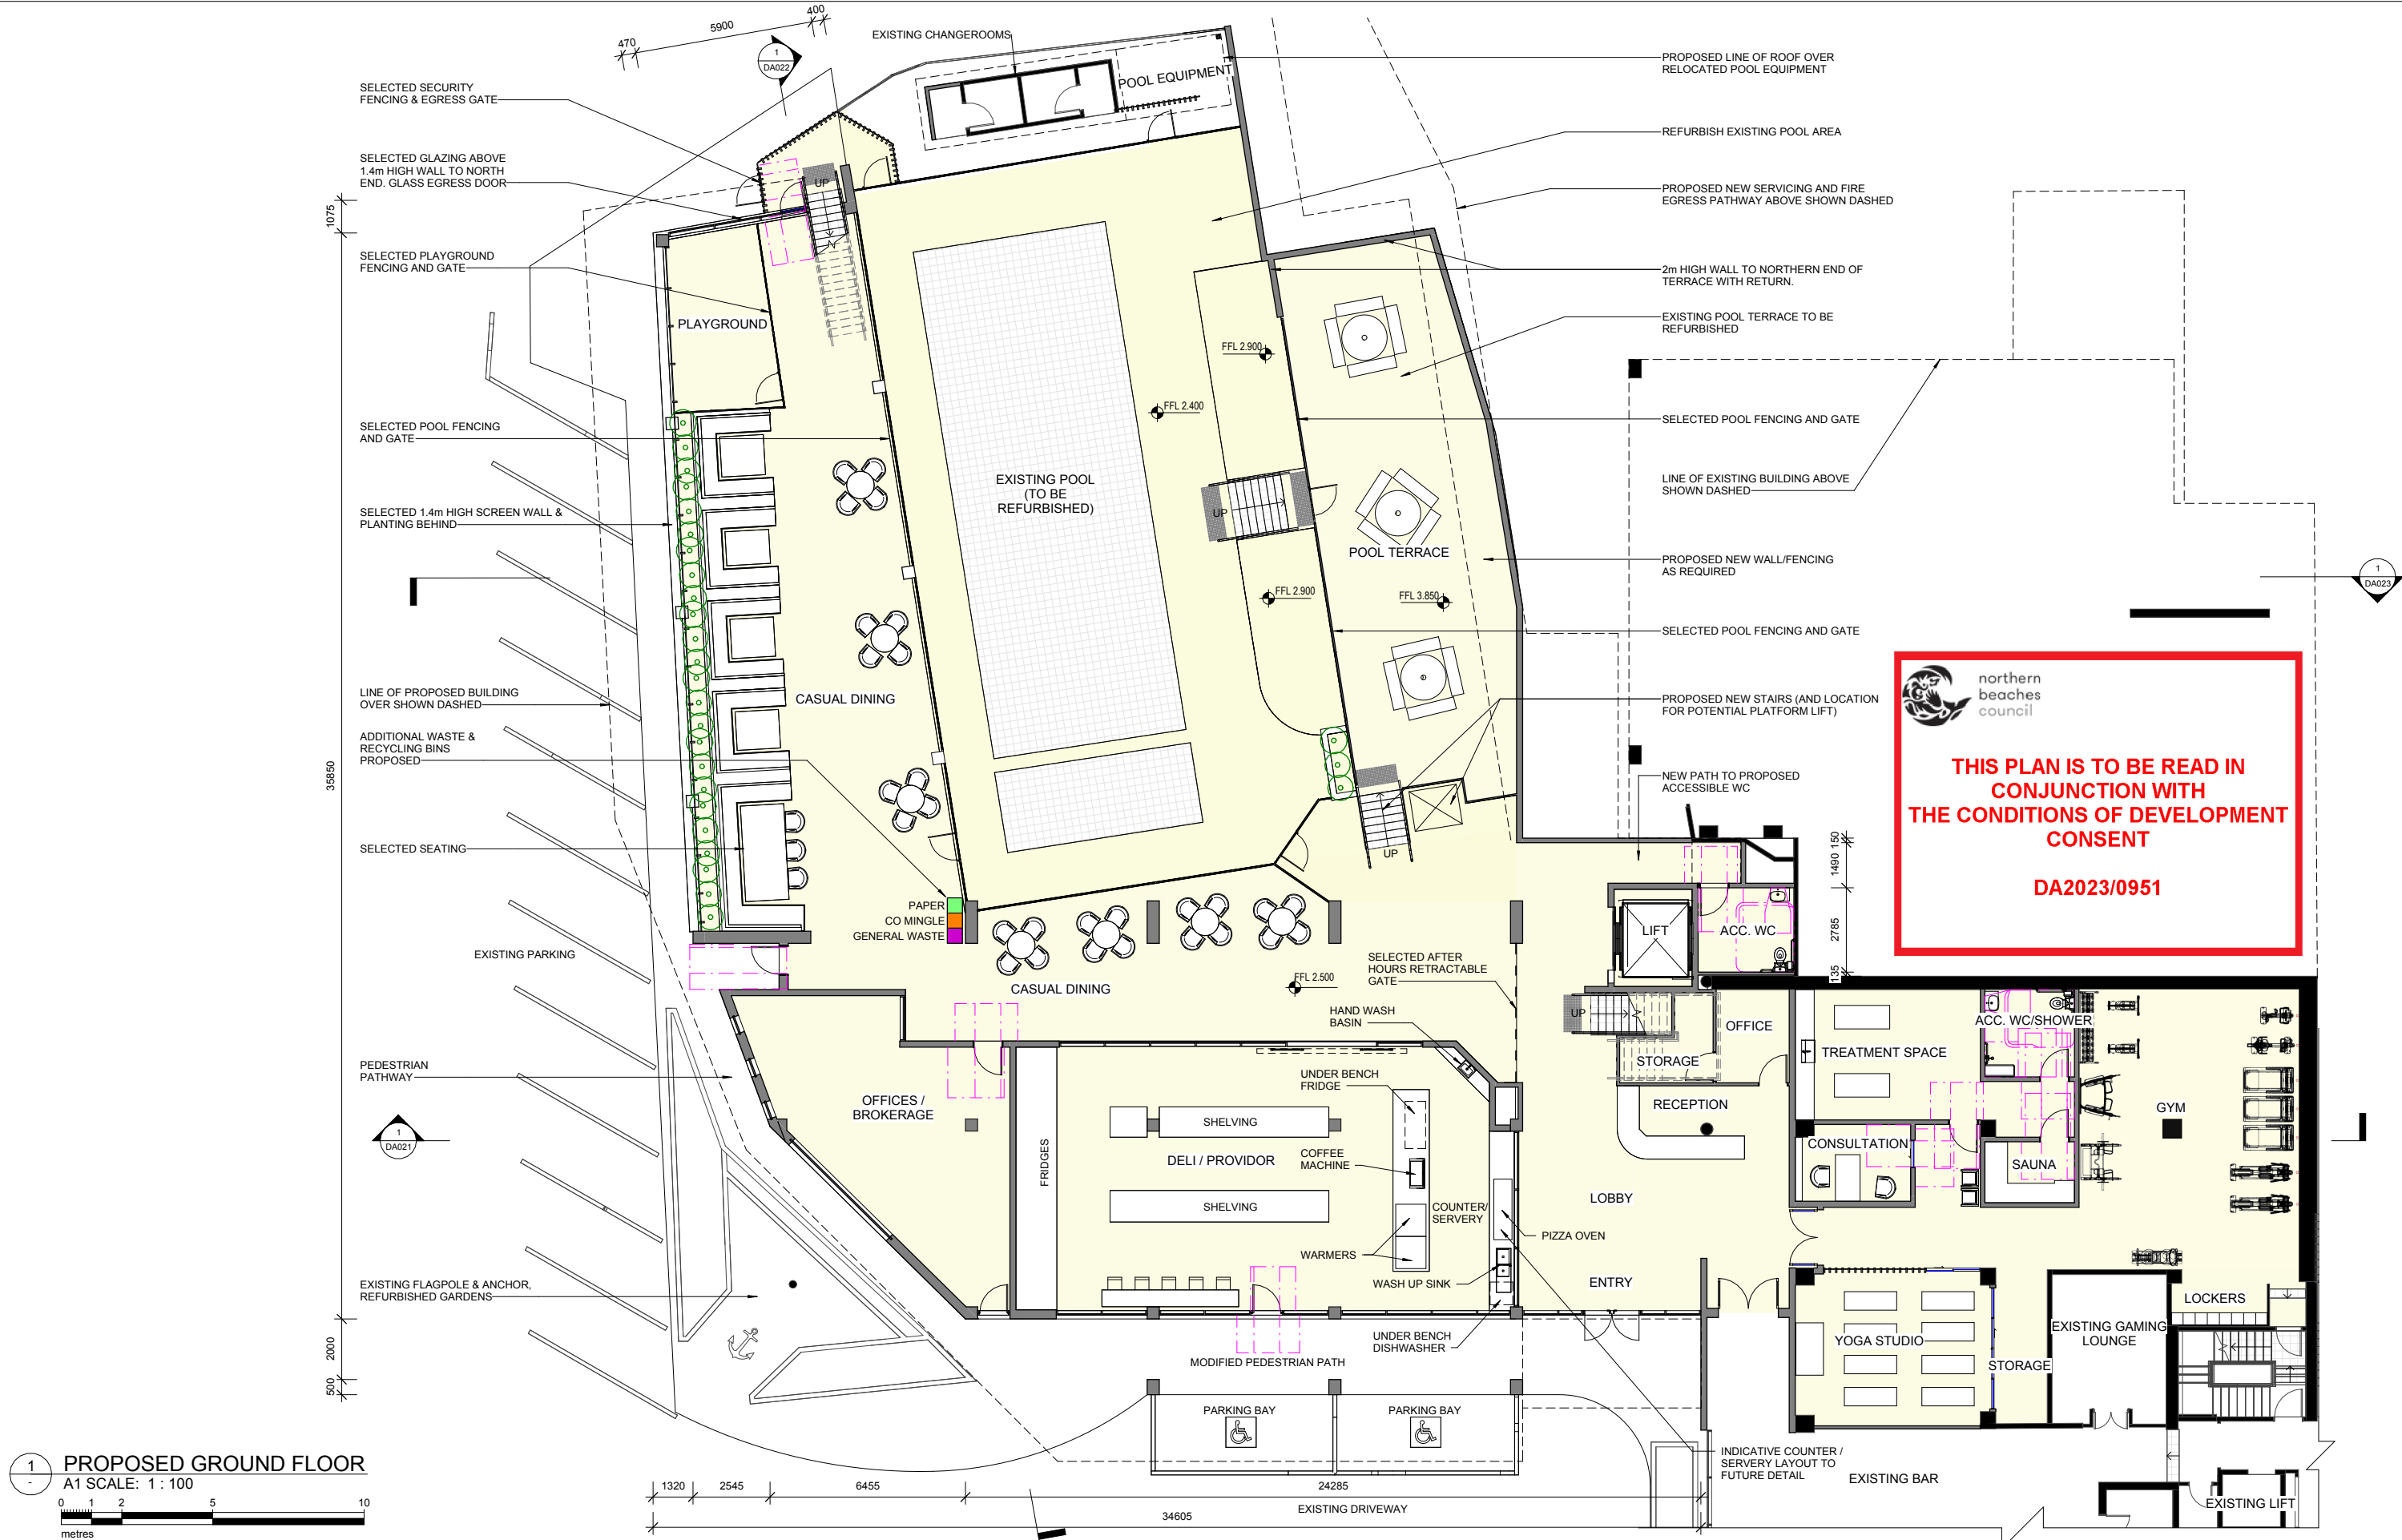 470
5900
400
1
DA022
EXISTING CHANGEROOMS
POOL EQUIPMENT
PROPOSED LINE OF ROOF OVER
RELOCATED POOL EQUIPMENT
SELECTED SECURITY
FENCING & EGRESS GATE
REFURBISH EXISTING POOL AREA
SELECTED GLAZING ABOVE
1.4m HIGH WALL TO NORTH
END. GLASS EGRESS DOOR
UP
PROPOSED NEW SERVICING AND FIRE
EGRESS PATHWAY ABOVE SHOWN DASHED
1075
SELECTED PLAYGROUND
FENCING AND GATE
2m HIGH WALL TO NORTHERN END OF
TERRACE WITH RETURN.
PLAYGROUND
EXISTING POOL TERRACE TO BE
REFURBISHED
FFL 2.900
FFL 2.400
SELECTED POOL FENCING
AND GATE
SELECTED POOL FENCING AND GATE
EXISTING POOL
(TO BE
REFURBISHED)
LINE OF EXISTING BUILDING ABOVE
SHOWN DASHED
SELECTED 1.4m HIGH SCREEN WALL &
PLANTING BEHIND
UP
POOL TERRACE
PROPOSED NEW WALL/FENCING
AS REQUIRED
1
DA023
FFL 2.900
FFL 3.850
SELECTED POOL FENCING AND GATE
northern
beaches
council
THIS PLAN IS TO BE READ IN
CONJUNCTION WITH
THE CONDITIONS OF DEVELOPMENT
CONSENT
DA2023/0951
LINE OF PROPOSED BUILDING
OVER SHOWN DASHED
CASUAL DINING
PROPOSED NEW STAIRS (AND LOCATION
FOR POTENTIAL PLATFORM LIFT)
ADDITIONAL WASTE &
RECYCLING BINS
PROPOSED
35850
NEW PATH TO PROPOSED
ACCESSIBLE WC
SELECTED SEATING
UP
150
1490
2785
135
PAPER
CO MINGLE
GENERAL WASTE
LIFT
ACC. WC
EXISTING PARKING
SELECTED AFTER
HOURS RETRACTABLE
GATE
CASUAL DINING
FFL 2.500
HAND WASH
BASIN
UP
OFFICE
ACC. WC/SHOWER
STORAGE
TREATMENT SPACE
PEDESTRIAN
PATHWAY
UNDER BENCH
FRIDGE
OFFICES /
BROKERAGE
RECEPTION
GYM
SHELVING
1
DA021
FRIDGES
DELI / PROVIDOR
COFFEE
MACHINE
CONSULTATION
SAUNA
LOBBY
SHELVING
COUNTER/
SERVERY
PIZZA OVEN
WARMERS
WASH UP SINK
ENTRY
EXISTING FLAGPOLE & ANCHOR,
REFURBISHED GARDENS
LOCKERS
UNDER BENCH
DISHWASHER
YOGA STUDIO
EXISTING GAMING
LOUNGE
STORAGE
MODIFIED PEDESTRIAN PATH
2000
500
PARKING BAY
PARKING BAY
INDICATIVE COUNTER /
SERVERY LAYOUT TO
FUTURE DETAIL
EXISTING BAR
EXISTING LIFT
1
-
PROPOSED GROUND FLOOR
A1 SCALE: 1 : 100
0 1 2 5 10
metres
1320
2545
6455
24285
EXISTING DRIVEWAY
34605